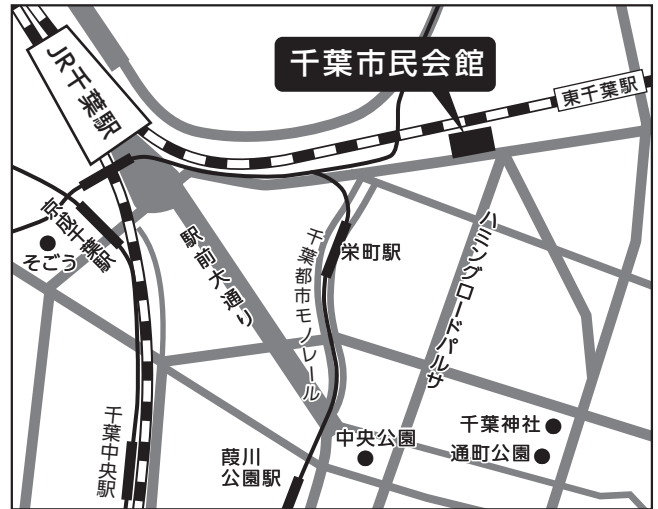 千葉市民会館
JR千葉駅
東千葉駅
京成千葉駅
そごう
駅前大通り
千葉都市モノレール
栄町駅
ハミングロードパルサ
千葉中央駅
葭川
公園駅
中央公園
千葉神社
通町公園